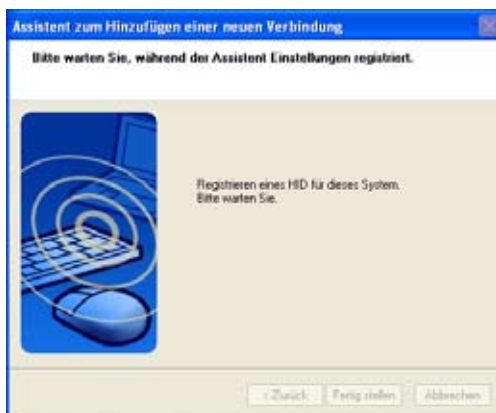 Assistent zum Hinzufügen einer neuen Verbindung
Bitte warten Sie, während der Assistent Einstellungen registriert.
Registrieren eines HID für dieses System.
Bitte warten Sie.
< Zurück
Fertig stellen
Abbrechen